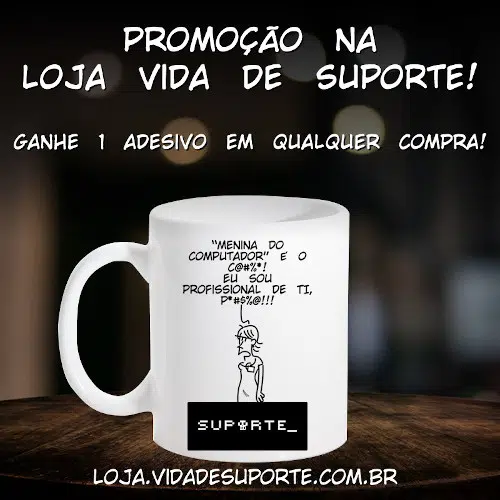 PROMOÇÃO NA
LOJA VIDA DE SUPORTE!
GANHE 1 ADESIVO EM QUALQUER COMPRA!
"MENINA DO
COMPUTADOR" E O
C@#%*!
EU SOU
PROFISSIONAL DE TI,
P*#$%@!!!
SUPORTE_
LOJA.VIDADESUPORTE.COM.BR